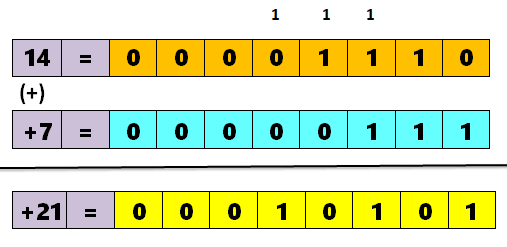 1 1 1
14 = 0 0 0 0 1 1 1 0
(+)
+7 = 0 0 0 0 0 1 1 1
+21 = 0 0 0 1 0 1 0 1